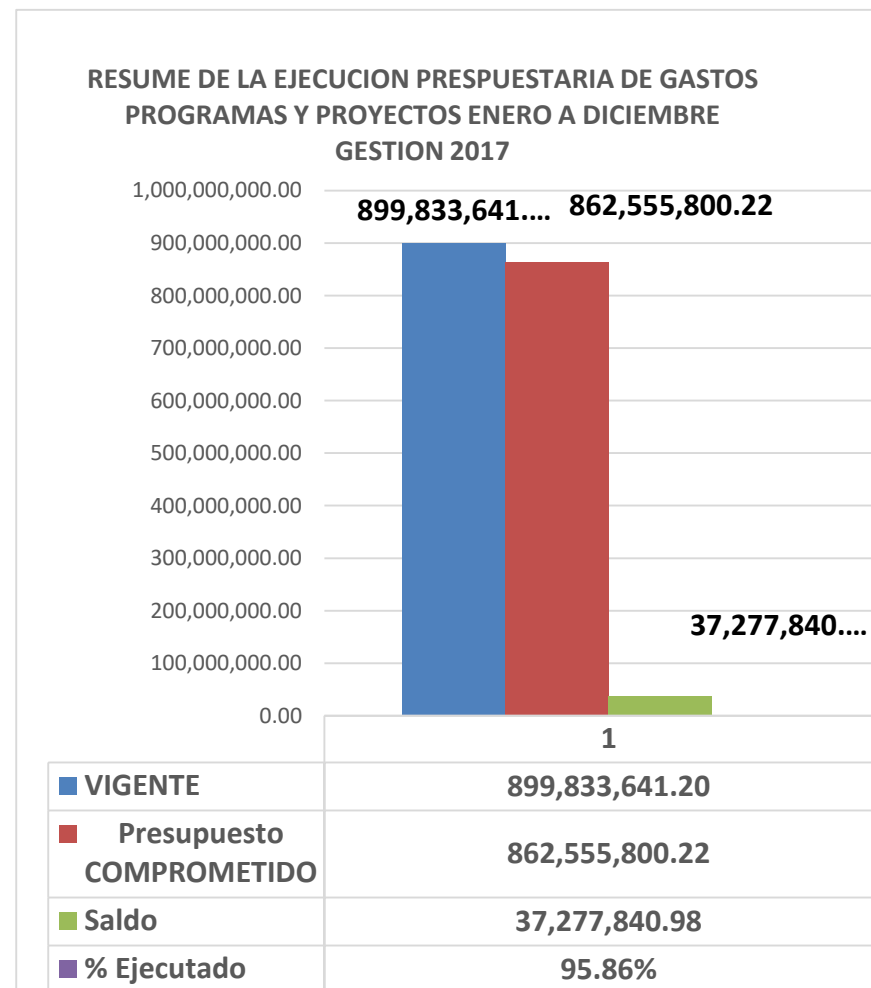 RESUME DE LA EJECUCION PRESPUESTARIA DE GASTOS
PROGRAMAS Y PROYECTOS ENERO A DICIEMBRE
GESTION 2017
1,000,000,000.00
899,833,641.... 862,555,800.22
900,000,000.00
800,000,000.00
700,000,000.00
600,000,000.00
500,000,000.00
400,000,000.00
300,000,000.00
200,000,000.00
37,277,840....
100,000,000.00
0.00
1
VIGENTE 899,833,641.20
Presupuesto
COMPROMETIDO 862,555,800.22
Saldo 37,277,840.98
% Ejecutado 95.86%